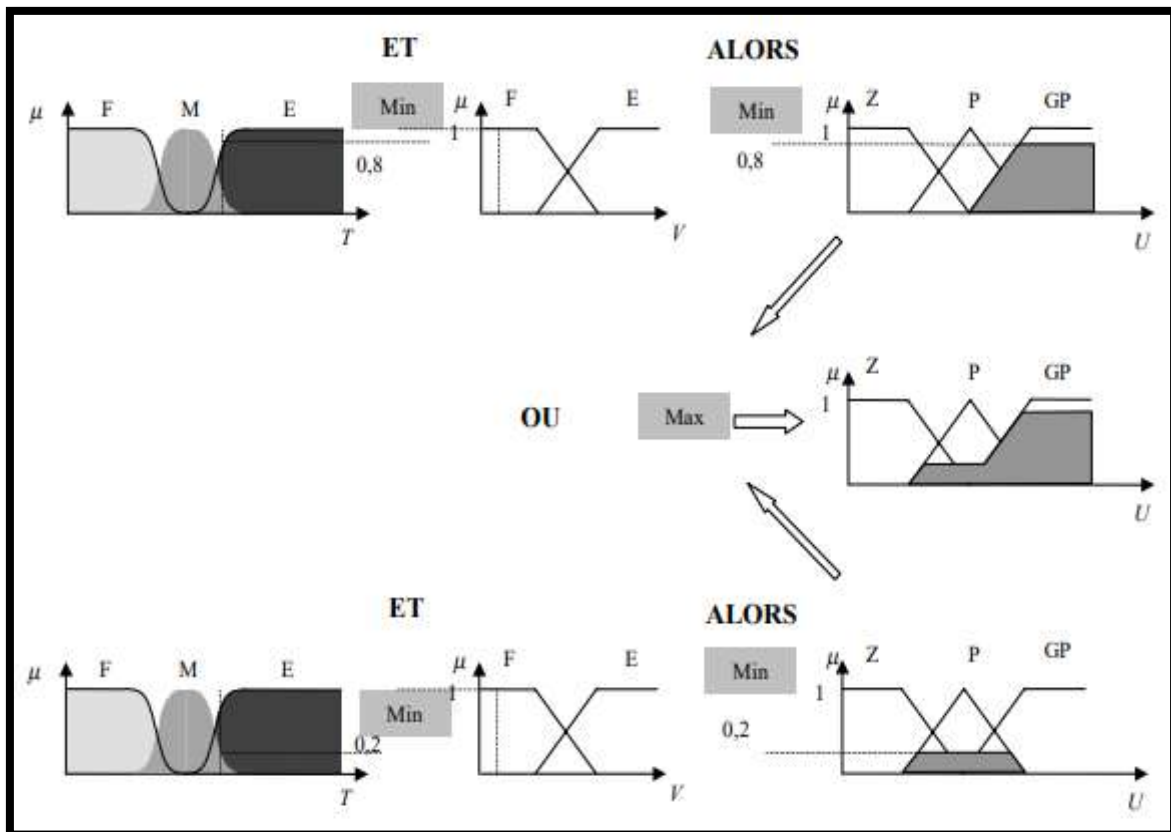 ET ALORS
μ F M E Min μ F E Min μ Z P GP
1 1
0,8 0,8
T V U
μ Z P GP
OU Max 1
U
ET ALORS
μ F M E μ F E Min μ Z P GP
Min 1 1
0,2 0,2
T V U